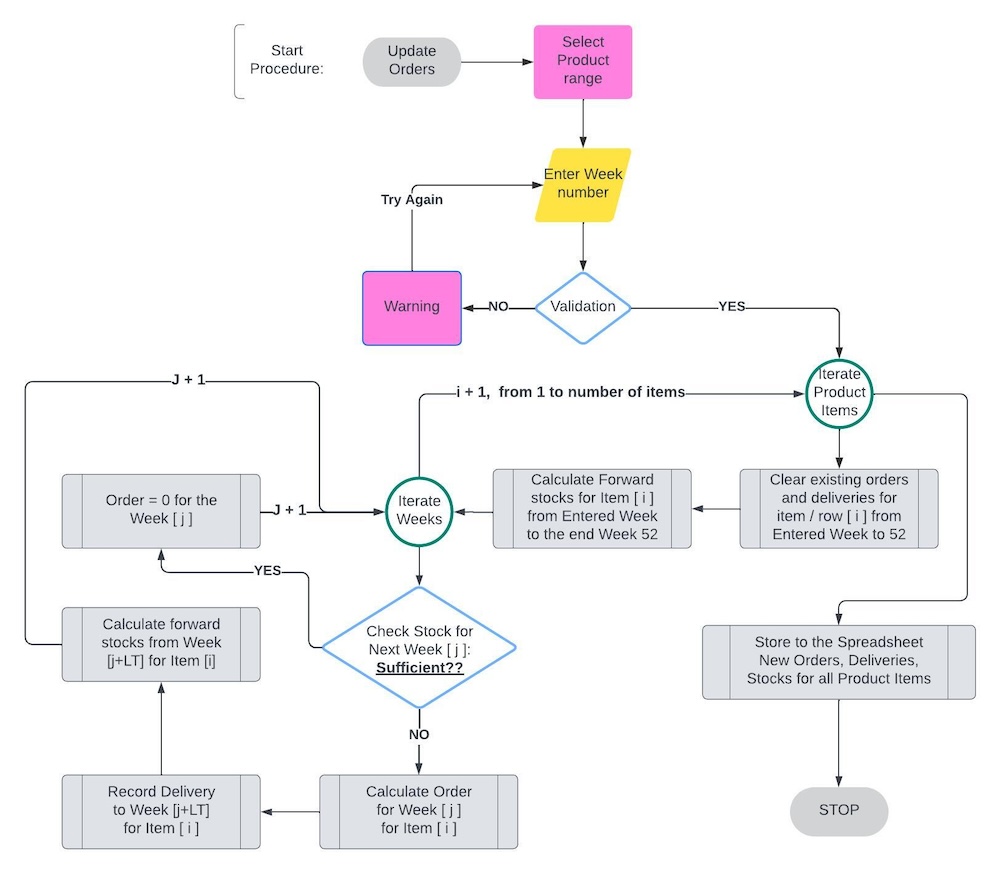 Start
Procedure:
Update
Orders
Select
Product
range
Enter Week
number
Try Again
Warning
NO
Validation
YES
Iterate
Product
Items
J + 1
i + 1, from 1 to number of items
Order = 0 for the
Week [ j ]
J + 1
Iterate
Weeks
Calculate Forward
stocks for Item [ i ]
from Entered Week
to the end Week 52
Clear existing orders
and deliveries for
item / row [ i ] from
Entered Week to 52
YES
Calculate forward
stocks from Week
[j+LT] for Item [i]
Check Stock for
Next Week [ j ]:
Sufficient??
Store to the Spreadsheet
New Orders, Deliveries,
Stocks for all Product Items
NO
Record Delivery
to Week [j+LT]
for Item [ i ]
Calculate Order
for Week [ j ]
for Item [ i ]
STOP